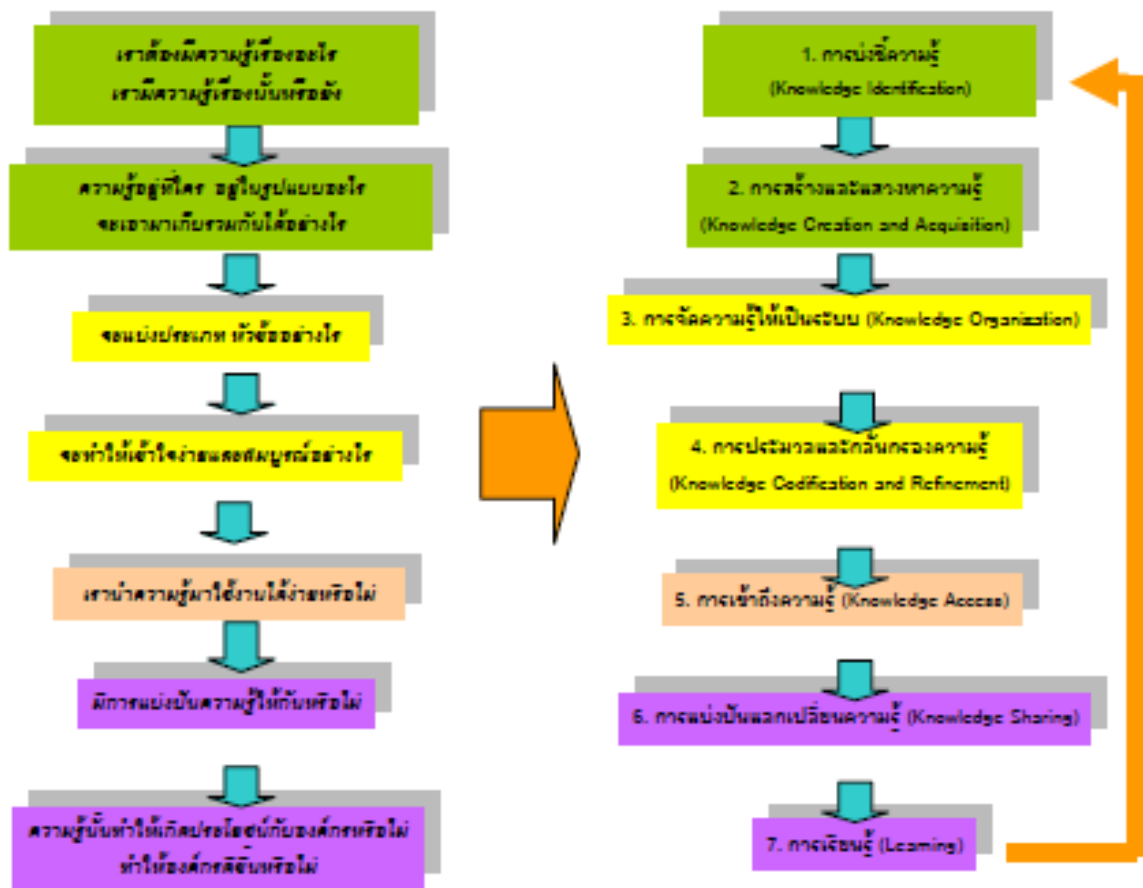 เราต้องมีความรู้เรื่องอะไร
เรามีความรู้เรื่องนั้นหรือยัง
ความรู้อยู่ที่ใคร อยู่ในรูปแบบอะไร
จะเอามาเก็บรวมกันได้อย่างไร
จะแบ่งประเภท หัวข้ออย่างไร
จะทำให้เข้าใจง่ายและสมบูรณ์อย่างไร
เรานำความรู้มาใช้งานได้ง่ายหรือไม่
มีการแบ่งปันความรู้ให้กันหรือไม่
ความรู้นั้นทำให้เกิดประโยชน์กับองค์กรหรือไม่
ทำให้องค์กรดีขึ้นหรือไม่
1. การบ่งชี้ความรู้
(Knowledge Identification)
2. การสร้างและแสวงหาความรู้
(Knowledge Creation and Acquisition)
3. การจัดความรู้ให้เป็นระบบ (Knowledge Organization)
4. การประมวลและกลั่นกรองความรู้
(Knowledge Codification and Refinement)
5. การเข้าถึงความรู้ (Knowledge Access)
6. การแบ่งปันแลกเปลี่ยนความรู้ (Knowledge Sharing)
7. การเรียนรู้ (Learning)